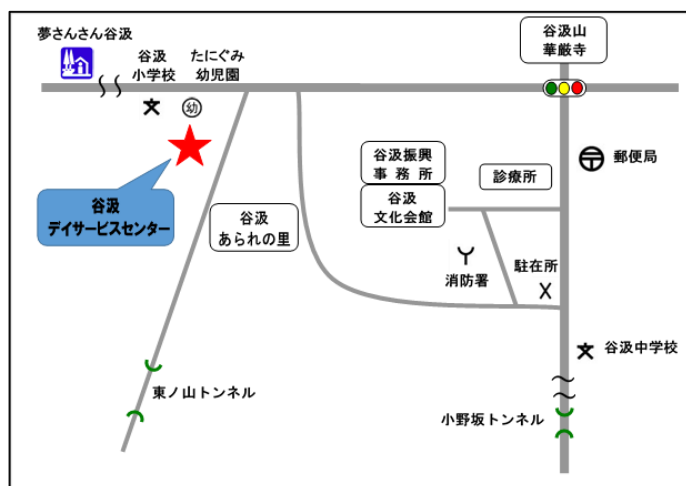 夢さんさん谷汲
谷汲
小学校
たにぐみ
幼児園
幼
谷汲山
華厳寺
谷汲振興
事務所
診療所
郵便局
谷汲
デイサービスセンター
谷汲
あられの里
谷汲
文化会館
消防署
駐在所
谷汲中学校
東ノ山トンネル
小野坂トンネル